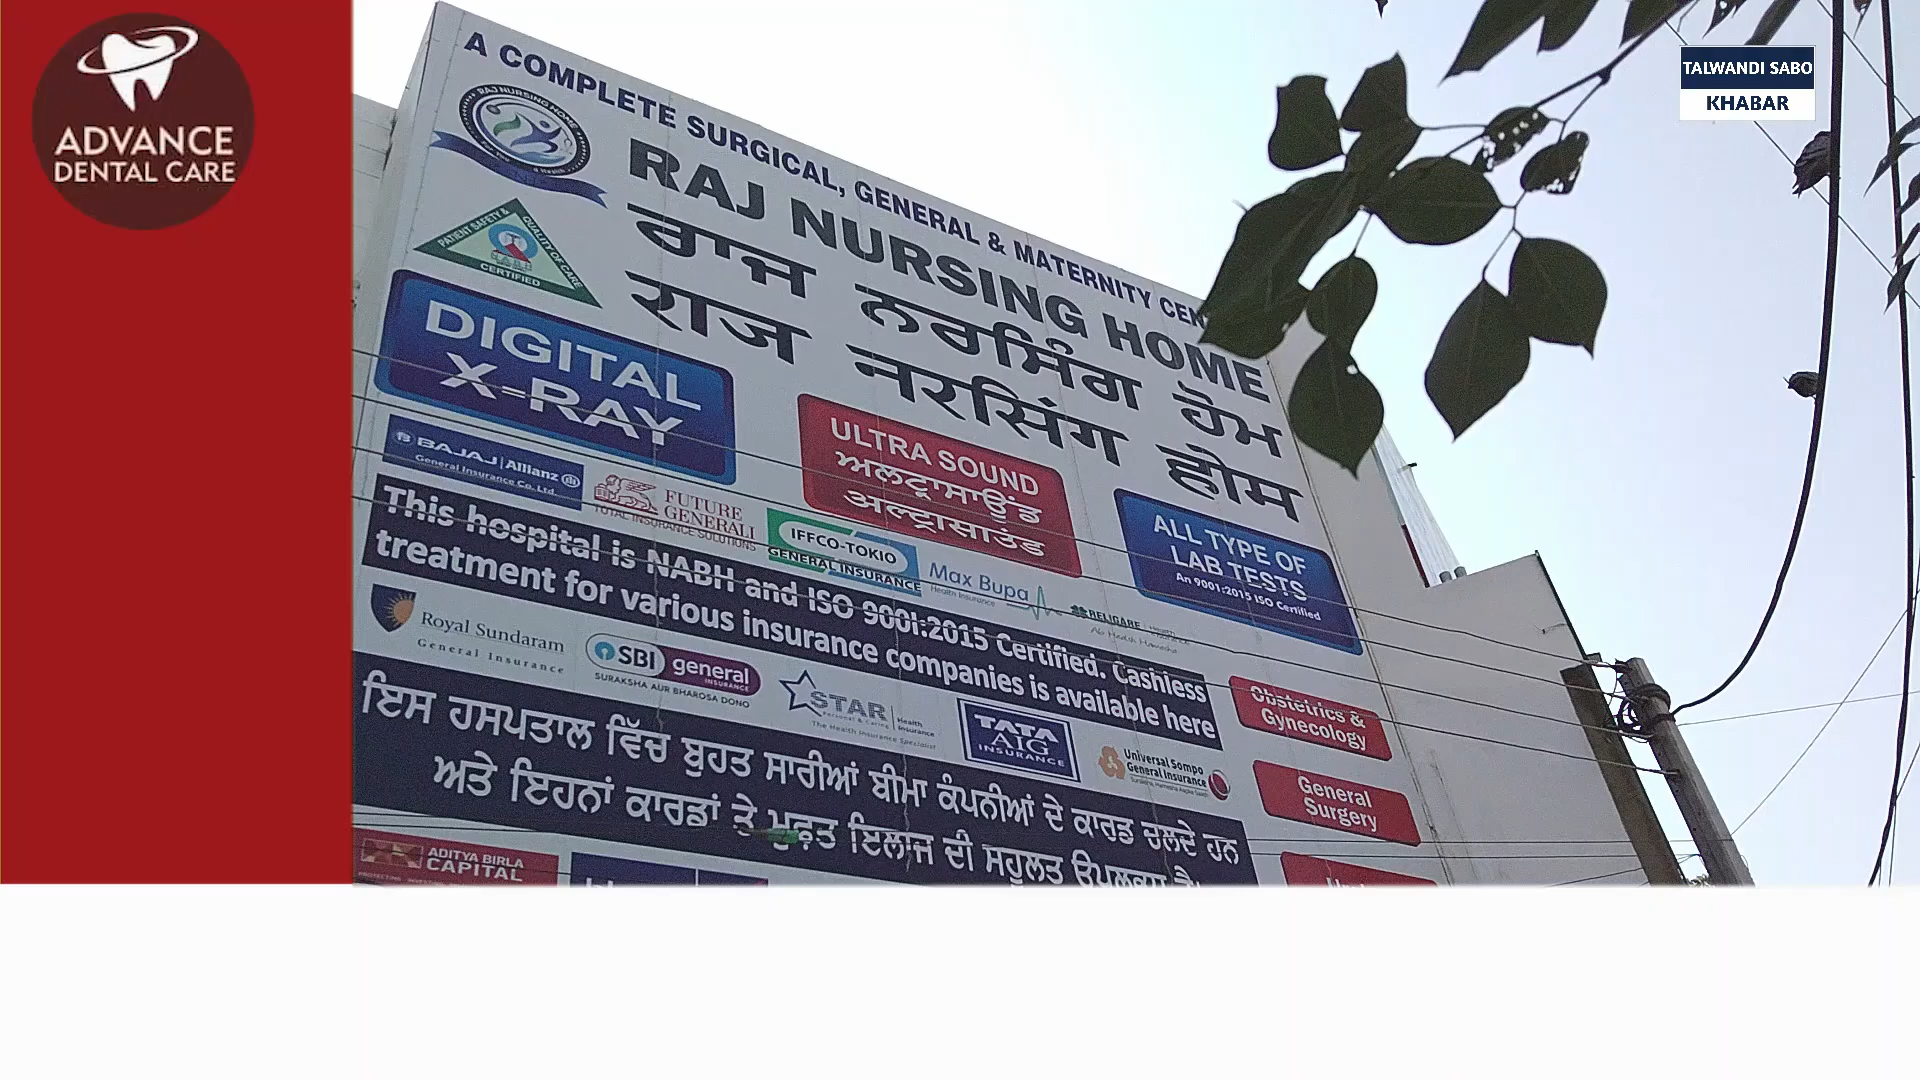 ADVANCE
DENTAL CARE
TALWANDI SABO
KHABAR
A COMPLETE SURGICAL, GENERAL & MATERNITY CEN
RAJ NURSING HOME
RAJ NURSING HOME
ਰਾਜ ਨਰਸਿੰਗ ਹੋਮ
राज नरसिंग होम
PATIENT SAFETY & QUALITY OF CARE
CERTIFIED
DIGITAL
X-RAY
ULTRA SOUND
ਅਲਟ੍ਰਾਸਾਊਂਡ
अल्ट्रासाउंड
ALL TYPE OF
LAB TESTS
An 9001:2015 ISO Certified
BAJAJ | Allianz
General Insurance Co. Ltd.
FUTURE
GENERALI
TOTAL INSURANCE SOLUTIONS
IFFCO-TOKIO
GENERAL INSURANCE
Max Bupa
Health Insurance
RELIGARE
This hospital is NABH and ISO 9001:2015 Certified. Cashless
treatment for various insurance companies is available here
Royal Sundaram
General Insurance
SBI general
INSURANCE
SURAKSHA AUR BHAROSA DONO
STAR Health
Insurance
Personal & Caring
The Health Insurance Specialist
TATA
AIG
INSURANCE
Universal Sompo
General Insurance
Obstetrics &
Gynecology
General
Surgery
ਇਸ ਹਸਪਤਾਲ ਵਿੱਚ ਬੁਹਤ ਸਾਰੀਆਂ ਬੀਮਾ ਕੰਪਨੀਆਂ ਦੇ ਕਾਰਡ ਚਲਦੇ ਹਨ
ਅਤੇ ਇਹਨਾਂ ਕਾਰਡਾਂ ਤੇ ਮੁਫ਼ਤ ਇਲਾਜ ਦੀ ਸਹੂਲਤ ਉਪਲਬਧ ਹੈ।
ADITYA BIRLA
CAPITAL